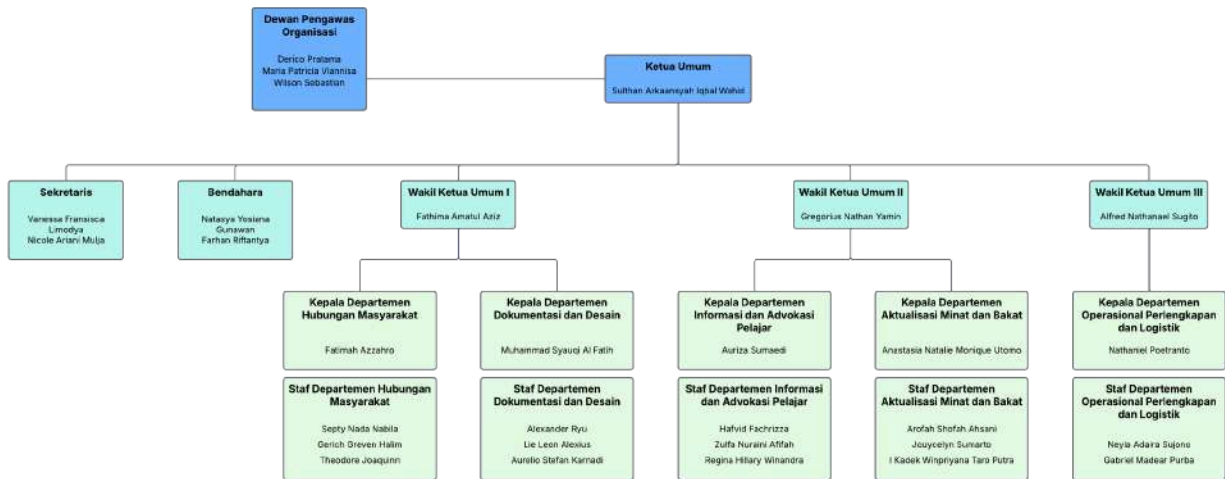 Dewan Pengawas
Organisasi
Derico Pratama
Maria Patricia Viannisa
Wilson Sebastian
Ketua Umum
Sulthan Arkaansyah Iqbal Wahid
Sekretaris
Vanessa Fransisca
Limodya
Nicole Ariani Mulja
Bendahara
Natasya Yosiana
Gunawan
Farhan Riftantya
Wakil Ketua Umum I
Fathima Amatul Aziz
Wakil Ketua Umum II
Gregorius Nathan Yamin
Wakil Ketua Umum III
Alfred Nathanael Sugito
Kepala Departemen
Hubungan Masyarakat
Fatimah Azzahro
Kepala Departemen
Dokumentasi dan Desain
Muhammad Syauqi Al Fatih
Kepala Departemen
Informasi dan Advokasi
Pelajar
Auriza Sumaedi
Kepala Departemen
Aktualisasi Minat dan Bakat
Anastasia Natalie Monique Utomo
Kepala Departemen
Operasional Perlengkapan
dan Logistik
Nathaniel Poetranto
Staf Departemen Hubungan
Masyarakat
Septy Nada Nabila
Gerich Greven Halim
Theodore Joaquinn
Staf Departemen
Dokumentasi dan Desain
Alexander Ryu
Lie Leon Alexius
Aurelio Stefan Karnadi
Staf Departemen Informasi
dan Advokasi Pelajar
Hafvid Fachrizza
Zulfa Nuraini Afifah
Regina Hillary Winandra
Staf Departemen
Aktualisasi Minat dan Bakat
Arofah Shofah Ahsani
Jouycelyn Sumarto
I Kadek Winpriyana Taro Putra
Staf Departemen
Operasional Perlengkapan
dan Logistik
Neyla Adaira Sujono
Gabriel Madear Purba